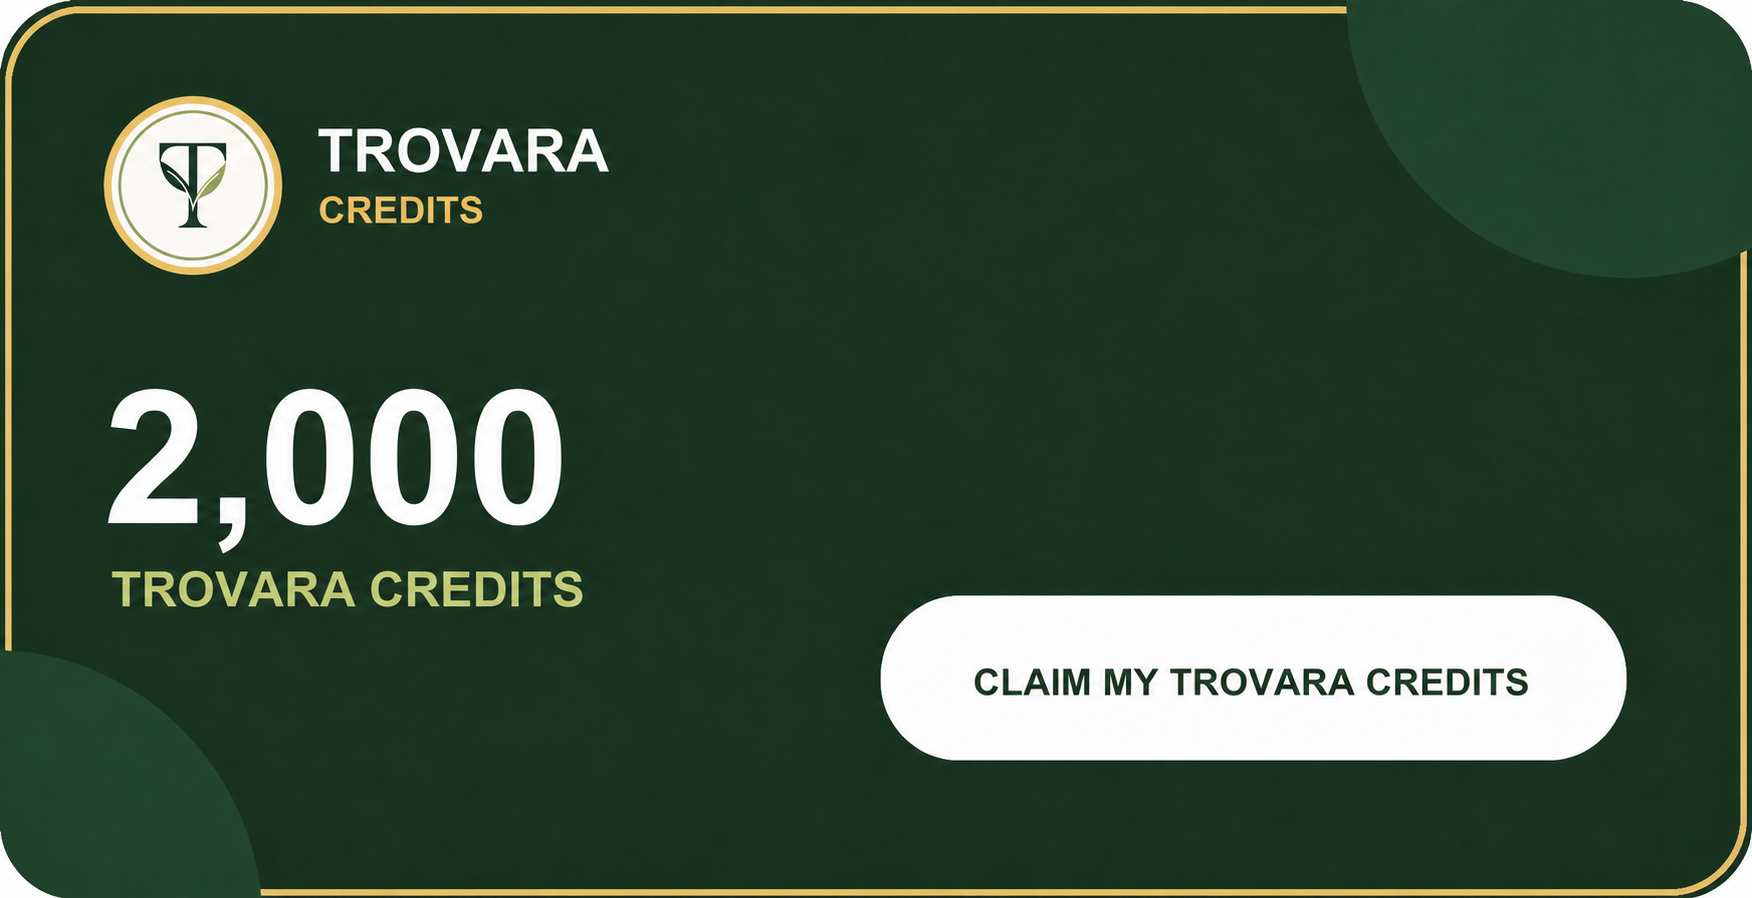 TROVARA
CREDITS
2,000
TROVARA CREDITS
CLAIM MY TROVARA CREDITS